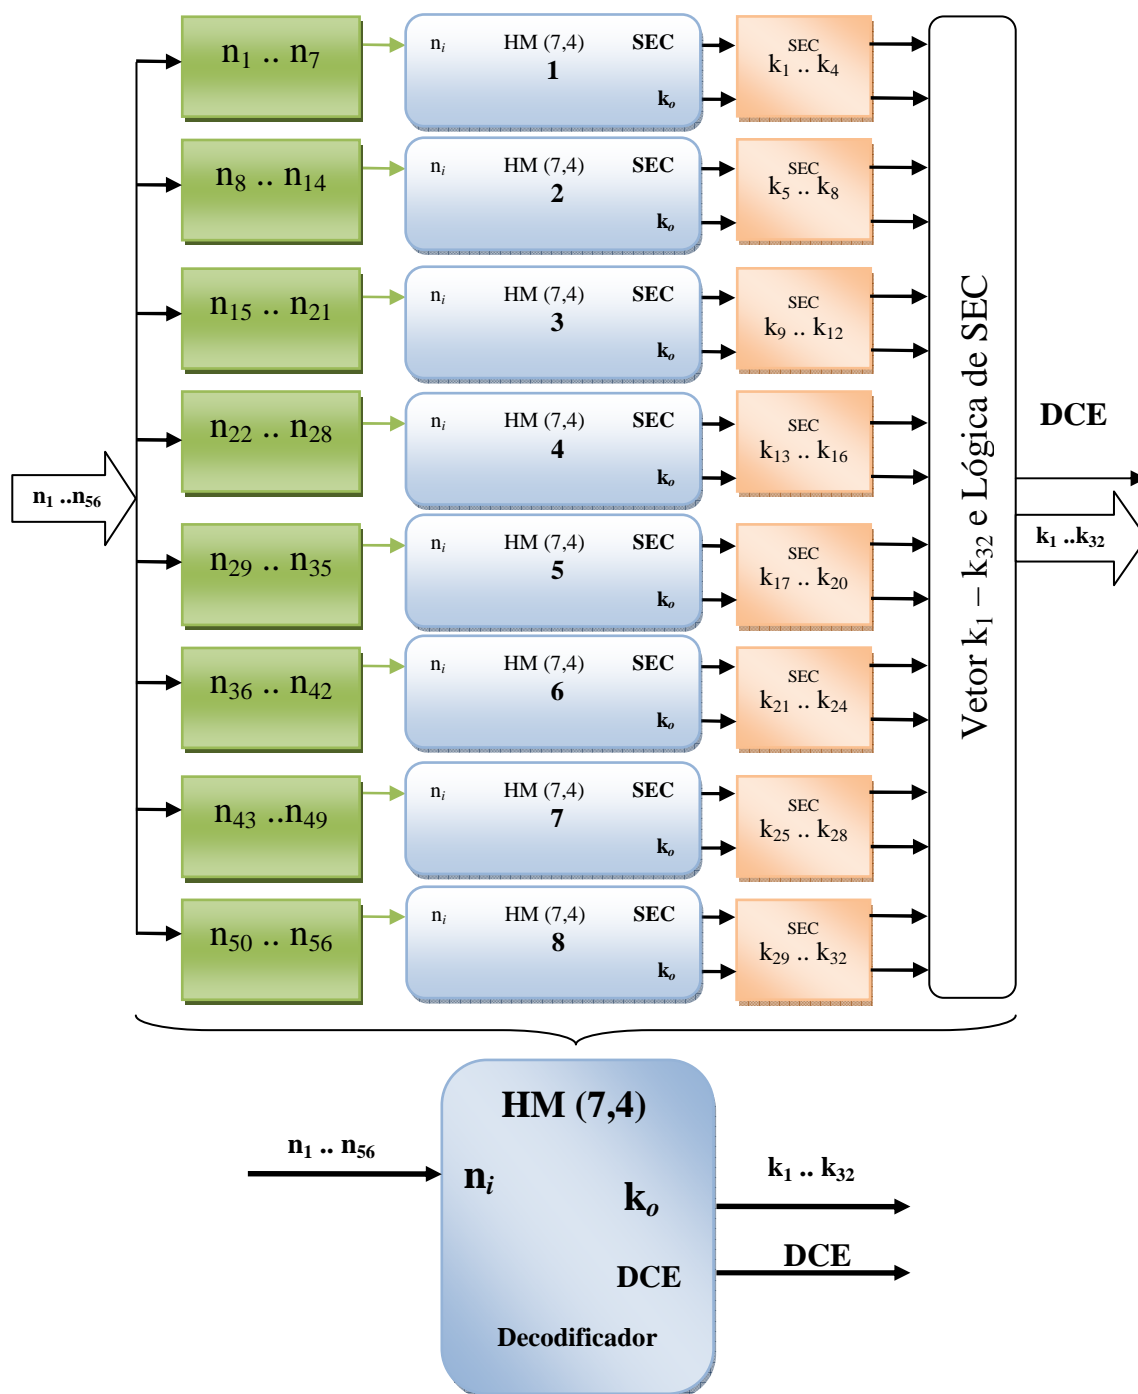 n1 .. n7
ni HM (7,4) SEC
1
ko
SEC
k1 .. k4
n8 .. n14
ni HM (7,4) SEC
2
ko
SEC
k5 .. k8
n15 .. n21
ni HM (7,4) SEC
3
ko
SEC
k9 .. k12
n22 .. n28
ni HM (7,4) SEC
4
ko
SEC
k13 .. k16
n1 ..n56
n29 .. n35
ni HM (7,4) SEC
5
ko
SEC
k17 .. k20
n36 .. n42
ni HM (7,4) SEC
6
ko
SEC
k21 .. k24
n43 ..n49
ni HM (7,4) SEC
7
ko
SEC
k25 .. k28
n50 .. n56
ni HM (7,4) SEC
8
ko
SEC
k29 .. k32
Vetor k1 – k32 e Lógica de SEC
DCE
k1 ..k32
HM (7,4)
n1 .. n56
ni
ko
k1 .. k32
DCE
DCE
Decodificador